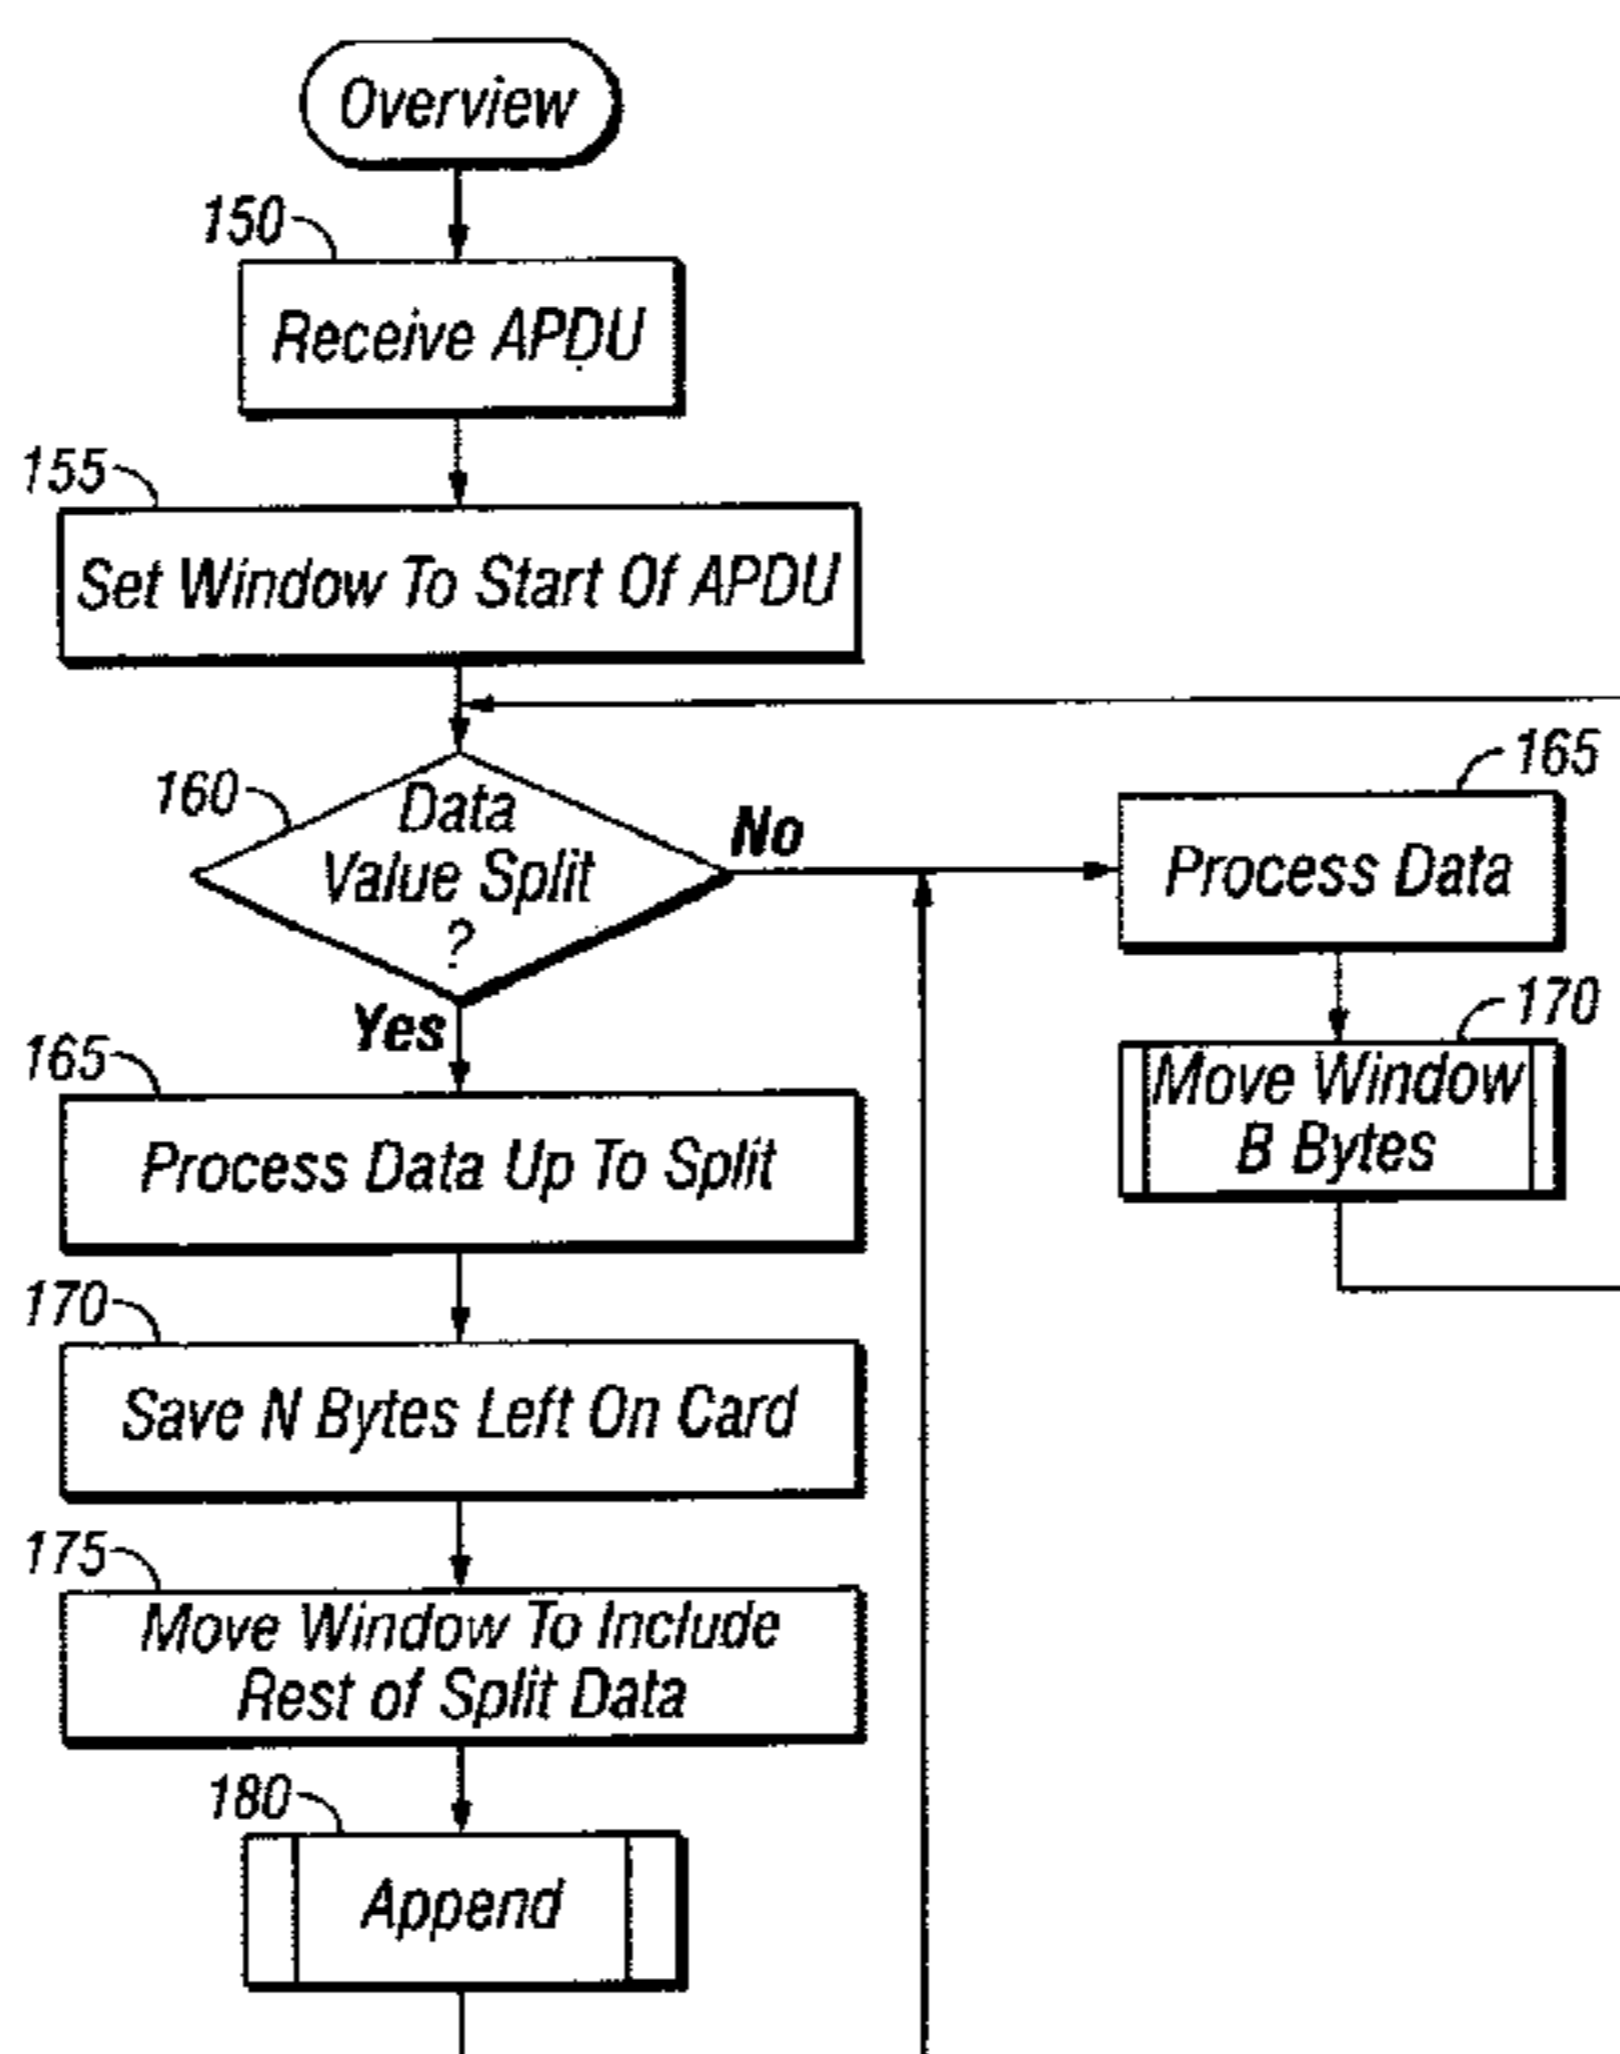 Overview
150
Receive APDU
155
Set Window To Start Of APDU
160
Data
Value Split
?
No
Yes
165
Process Data
170
Move Window
B Bytes
165
Process Data Up To Split
170
Save N Bytes Left On Card
175
Move Window To Include
Rest of Split Data
180
Append